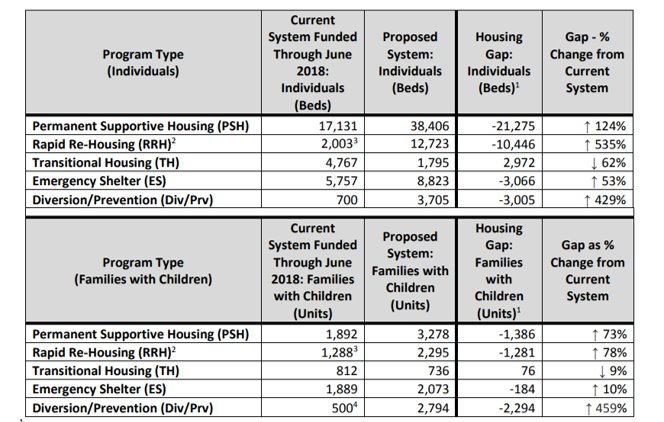 Program Type
(Individuals)
Current
System Funded
Through June
2018:
Individuals
(Beds)
Proposed
System:
Individuals
(Beds)
Housing
Gap:
Individuals
(Beds)¹
Gap - %
Change from
Current
System
Permanent Supportive Housing (PSH) 17,131 38,406 -21,275 ↑ 124%
Rapid Re-Housing (RRH)² 2,003³ 12,723 -10,446 ↑ 535%
Transitional Housing (TH) 4,767 1,795 2,972 ↓ 62%
Emergency Shelter (ES) 5,757 8,823 -3,066 ↑ 53%
Diversion/Prevention (Div/Prv) 700 3,705 -3,005 ↑ 429%
Program Type
(Families with Children)
Current
System Funded
Through June
2018: Families
with Children
(Units)
Proposed
System:
Families with
Children
(Units)
Housing
Gap:
Families
with
Children
(Units)¹
Gap as %
Change from
Current
System
Permanent Supportive Housing (PSH) 1,892 3,278 -1,386 ↑ 73%
Rapid Re-Housing (RRH)² 1,288³ 2,295 -1,281 ↑ 78%
Transitional Housing (TH) 812 736 76 ↓ 9%
Emergency Shelter (ES) 1,889 2,073 -184 ↑ 10%
Diversion/Prevention (Div/Prv) 500⁴ 2,794 -2,294 ↑ 459%